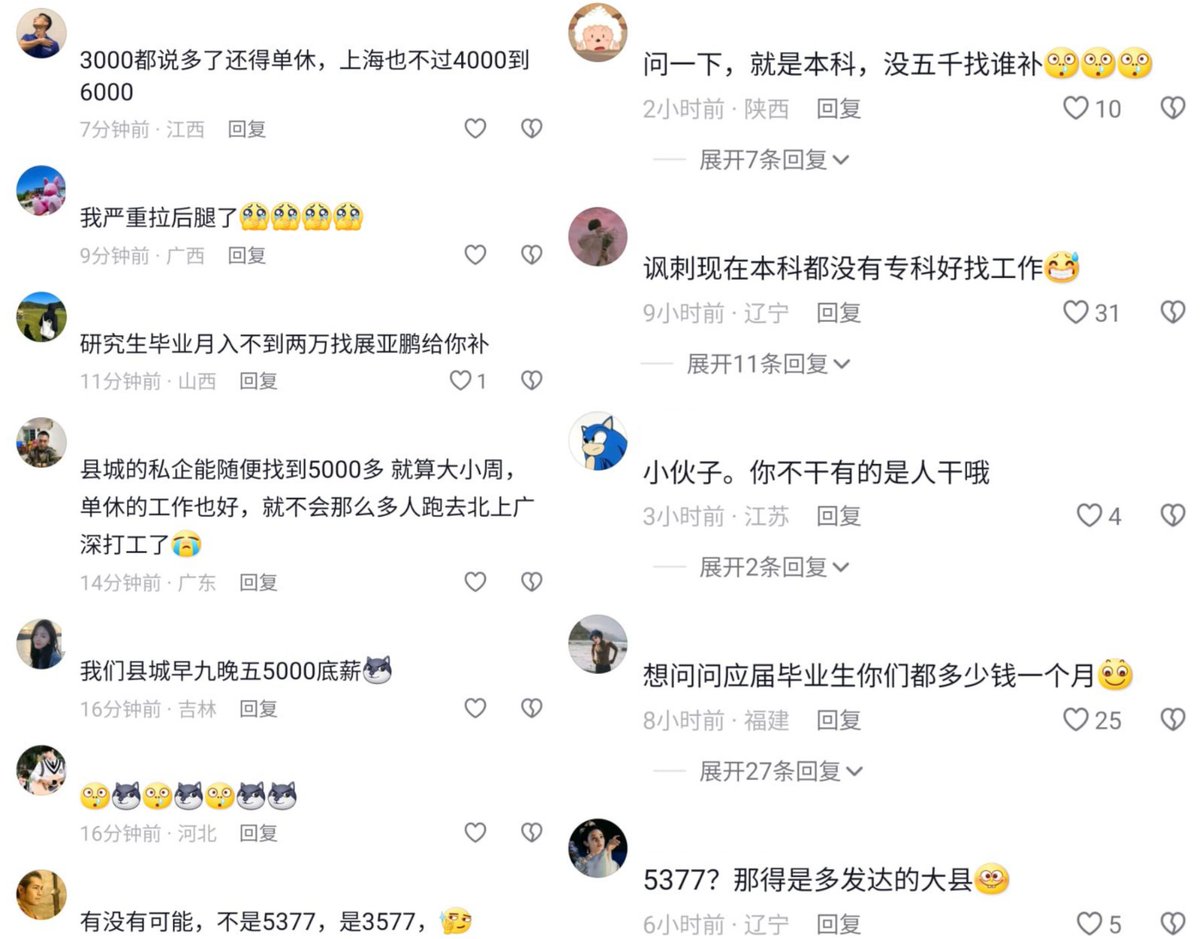 3000都说多了还得单休，上海也不过4000到
6000
7分钟前 · 江西 回复
我严重拉后腿了
9分钟前 · 广西 回复
研究生毕业月入不到两万找展亚鹏给你补
11分钟前 · 山西 回复 1
县城的私企能随便找到5000多 就算大小周，
单休的工作也好，就不会那么多人跑去北上广
深打工了
14分钟前 · 广东 回复
我们县城早九晚五5000底薪
16分钟前 · 吉林 回复
16分钟前 · 河北 回复
有没有可能，不是5377，是3577，
问一下，就是本科，没五千找谁补
2小时前 · 陕西 回复 10
展开7条回复
讽刺现在本科都没有专科好找工作
9小时前 · 辽宁 回复 31
展开11条回复
小伙子。你不干有的是人干哦
3小时前 · 江苏 回复 4
展开2条回复
想问问应届毕业生你们都多少钱一个月
8小时前 · 福建 回复 25
展开27条回复
5377？那得是多发达的大县
6小时前 · 辽宁 回复 5